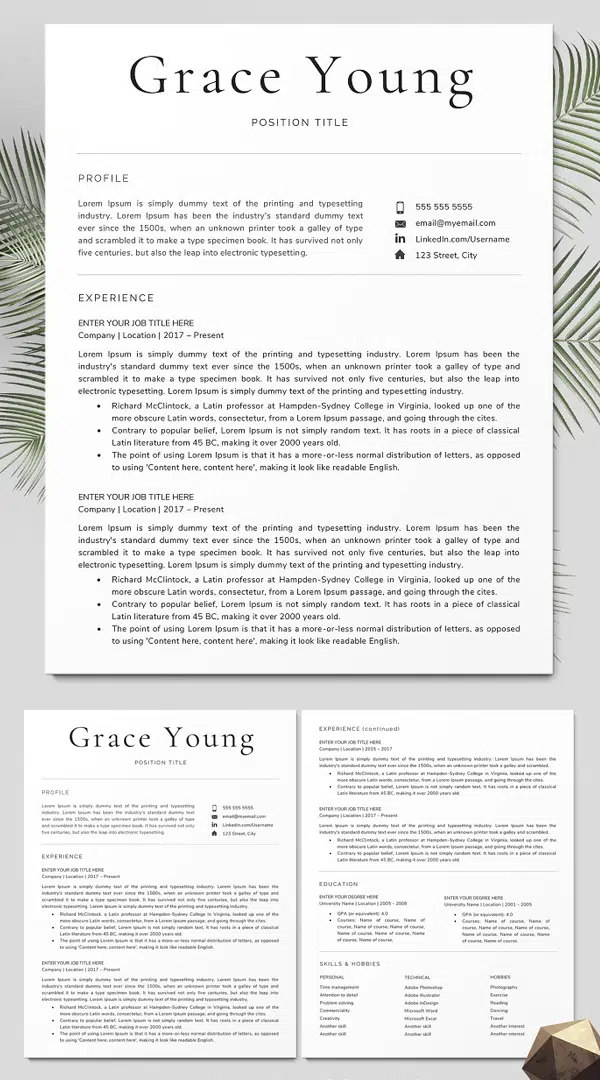 Grace Young
POSITION TITLE
PROFILE
Lorem Ipsum is simply dummy text of the printing and typesetting
industry. Lorem Ipsum has been the industry's standard dummy text
ever since the 1500s, when an unknown printer took a galley of type
and scrambled it to make a type specimen book. It has survived not only
five centuries, but also the leap into electronic typesetting.
555 555 5555
email@myemail.com
LinkedIn.com/Username
123 Street, City
EXPERIENCE
ENTER YOUR JOB TITLE HERE
Company | Location | 2017 – Present
Lorem Ipsum is simply dummy text of the printing and typesetting industry. Lorem Ipsum has been the
industry's standard dummy text ever since the 1500s, when an unknown printer took a galley of type and
scrambled it to make a type specimen book. It has survived not only five centuries, but also the leap into
electronic typesetting. Lorem Ipsum is simply dummy text of the printing and typesetting industry.
• Richard McClintock, a Latin professor at Hampden-Sydney College in Virginia, looked up one of the
more obscure Latin words, consectetur, from a Lorem Ipsum passage, and going through the cites.
• Contrary to popular belief, Lorem Ipsum is not simply random text. It has roots in a piece of classical
Latin literature from 45 BC, making it over 2000 years old.
• The point of using Lorem Ipsum is that it has a more-or-less normal distribution of letters, as opposed
to using 'Content here, content here', making it look like readable English.
ENTER YOUR JOB TITLE HERE
Company | Location | 2017 – Present
Lorem Ipsum is simply dummy text of the printing and typesetting industry. Lorem Ipsum has been the
industry's standard dummy text ever since the 1500s, when an unknown printer took a galley of type and
scrambled it to make a type specimen book. It has survived not only five centuries, but also the leap into
electronic typesetting. Lorem Ipsum is simply dummy text of the printing and typesetting industry.
• Richard McClintock, a Latin professor at Hampden-Sydney College in Virginia, looked up one of the
more obscure Latin words, consectetur, from a Lorem Ipsum passage, and going through the cites.
• Contrary to popular belief, Lorem Ipsum is not simply random text. It has roots in a piece of classical
Latin literature from 45 BC, making it over 2000 years old.
• The point of using Lorem Ipsum is that it has a more-or-less normal distribution of letters, as opposed
to using 'Content here, content here', making it look like readable English.
Grace Young
POSITION TITLE
PROFILE
Lorem Ipsum is simply dummy text of the printing and typesetting
industry. Lorem Ipsum has been the industry's standard dummy text
ever since the 1500s, when an unknown printer took a galley of type
and scrambled it to make a type specimen book. It has survived not only
five centuries, but also the leap into electronic typesetting.
555 555 5555
email@myemail.com
LinkedIn.com/Username
123 Street, City
EXPERIENCE
ENTER YOUR JOB TITLE HERE
Company | Location | 2017 – Present
Lorem Ipsum is simply dummy text of the printing and typesetting industry. Lorem Ipsum has been the
industry's standard dummy text ever since the 1500s, when an unknown printer took a galley of type and
scrambled it to make a type specimen book. It has survived not only five centuries, but also the leap into
electronic typesetting. Lorem Ipsum is simply dummy text of the printing and typesetting industry.
• Richard McClintock, a Latin professor at Hampden-Sydney College in Virginia, looked up one of the
more obscure Latin words, consectetur, from a Lorem Ipsum passage, and going through the cites.
• Contrary to popular belief, Lorem Ipsum is not simply random text. It has roots in a piece of classical
Latin literature from 45 BC, making it over 2000 years old.
• The point of using Lorem Ipsum is that it has a more-or-less normal distribution of letters, as opposed
to using 'Content here, content here', making it look like readable English.
ENTER YOUR JOB TITLE HERE
Company | Location | 2017 – Present
Lorem Ipsum is simply dummy text of the printing and typesetting industry. Lorem Ipsum has been the
industry's standard dummy text ever since the 1500s, when an unknown printer took a galley of type and
scrambled it to make a type specimen book. It has survived not only five centuries, but also the leap into
electronic typesetting. Lorem Ipsum is simply dummy text of the printing and typesetting industry.
• Richard McClintock, a Latin professor at Hampden-Sydney College in Virginia, looked up one of the
more obscure Latin words, consectetur, from a Lorem Ipsum passage, and going through the cites.
• Contrary to popular belief, Lorem Ipsum is not simply random text. It has roots in a piece of classical
Latin literature from 45 BC, making it over 2000 years old.
• The point of using Lorem Ipsum is that it has a more-or-less normal distribution of letters, as opposed
to using 'Content here, content here', making it look like readable English.
EXPERIENCE (continued)
ENTER YOUR JOB TITLE HERE
Company | Location | 2015 – 2017
Lorem Ipsum is simply dummy text of the printing and typesetting industry. Lorem Ipsum has been the industry's
standard dummy text ever since the 1500s, when an unknown printer took a galley and scrambled.
• Richard McClintock, a Latin professor at Hampden-Sydney College in Virginia, looked up one of the
more obscure Latin words, consectetur, from a Lorem Ipsum passage, and going through the cites.
• Contrary to popular belief, Lorem Ipsum is not simply random text. It has roots in a piece of classical
Latin literature from 45 BC, making it over 2000 years old.
ENTER YOUR JOB TITLE HERE
Company | Location | 2013 – Present
Lorem Ipsum is simply dummy text of the printing and typesetting industry. Lorem Ipsum has been the industry's
standard dummy text ever since the 1500s, when an unknown printer took a galley and scrambled.
• Richard McClintock, a Latin professor at Hampden-Sydney College in Virginia, looked up one of the
more obscure Latin words, consectetur, from a Lorem Ipsum passage, and going through the cites.
• Contrary to popular belief, Lorem Ipsum is not simply random text. It has roots in a piece of classical
Latin literature from 45 BC, making it over 2000 years old.
EDUCATION
ENTER YOUR DEGREE HERE
University Name | Location | 2005 – 2005
• GPA (or equivalent): 4.0
• Courses: Name of course, Name of
course, Name of course, Name of
course, Name of course, Name of
course, Name of course, etc.
ENTER YOUR DEGREE HERE
University Name | Location | 2001 – 2005
• GPA (or equivalent): 4.0
• Courses: Name of course, Name of
course, Name of course, Name of
course, Name of course, Name of
course, Name of course, etc.
SKILLS & HOBBIES
PERSONAL
Time management
Attention to detail
Problem solving
Commerciality
Creativity
Another skill
Another skill
TECHNICAL
Adobe Photoshop
Adobe Illustrator
Adobe InDesign
Microsoft Word
Microsoft Excel
Another skill
Another skill
HOBBIES
Photography
Exercise
Reading
Dancing
Travel
Another interest
Another interest